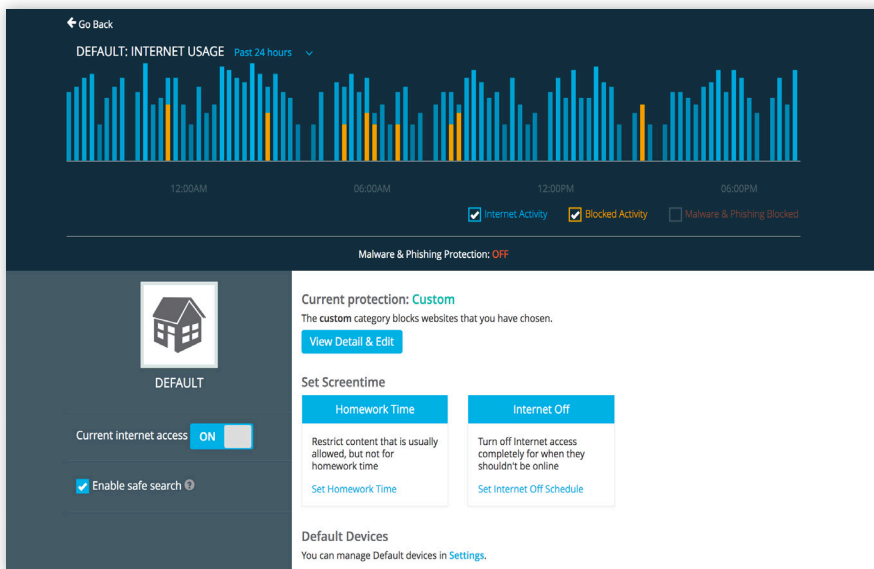 Go Back
DEFAULT: INTERNET USAGE Past 24 hours
12:00AM 06:00AM 12:00PM 06:00PM
Internet Activity Blocked Activity Malware & Phishing Blocked
Malware & Phishing Protection: OFF
DEFAULT
Current internet access ON
Enable safe search ?
Current protection: Custom
The custom category blocks websites that you have chosen.
View Detail & Edit
Set Screentime
Homework Time
Restrict content that is usually
allowed, but not for
homework time
Set Homework Time
Internet Off
Turn off Internet access
completely for when they
shouldn't be online
Set Internet Off Schedule
Default Devices
You can manage Default devices in Settings.